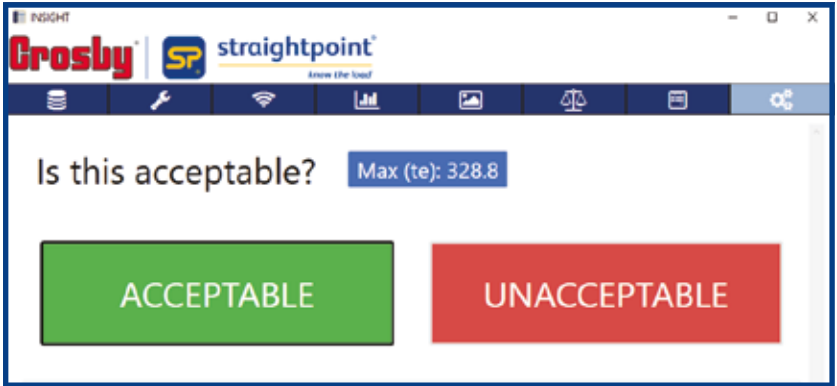 INSIGHT
Crosby SP straightpoint
know the load
Is this acceptable? Max (te): 328.8
ACCEPTABLE UNACCEPTABLE